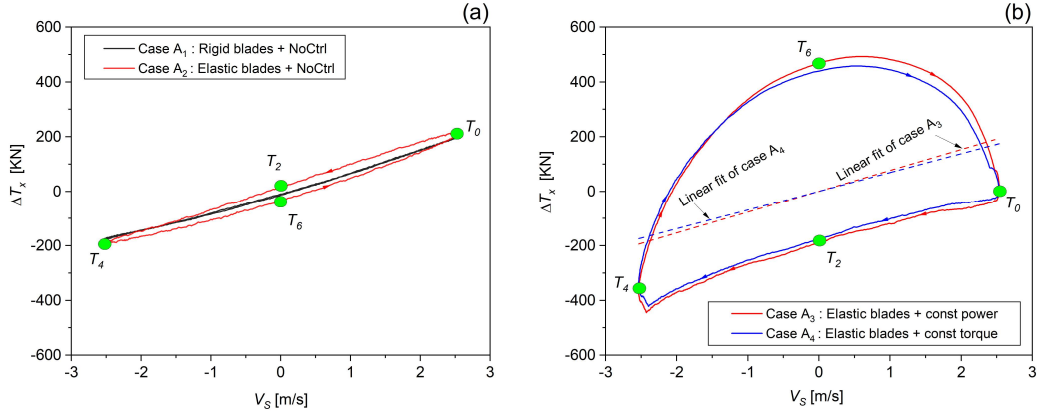 (a)
600
400
200
0
-200
-400
-600
-3
-2
-1
0
1
2
3
ΔTx [KN]
VS [m/s]
Case A1 : Rigid blades + NoCtrl
Case A2 : Elastic blades + NoCtrl
T0
T2
T6
T4
(b)
600
400
200
0
-200
-400
-600
-3
-2
-1
0
1
2
3
ΔTx [KN]
VS [m/s]
T6
Linear fit of case A4
Linear fit of case A3
T0
T2
T4
Case A3 : Elastic blades + const power
Case A4 : Elastic blades + const torque